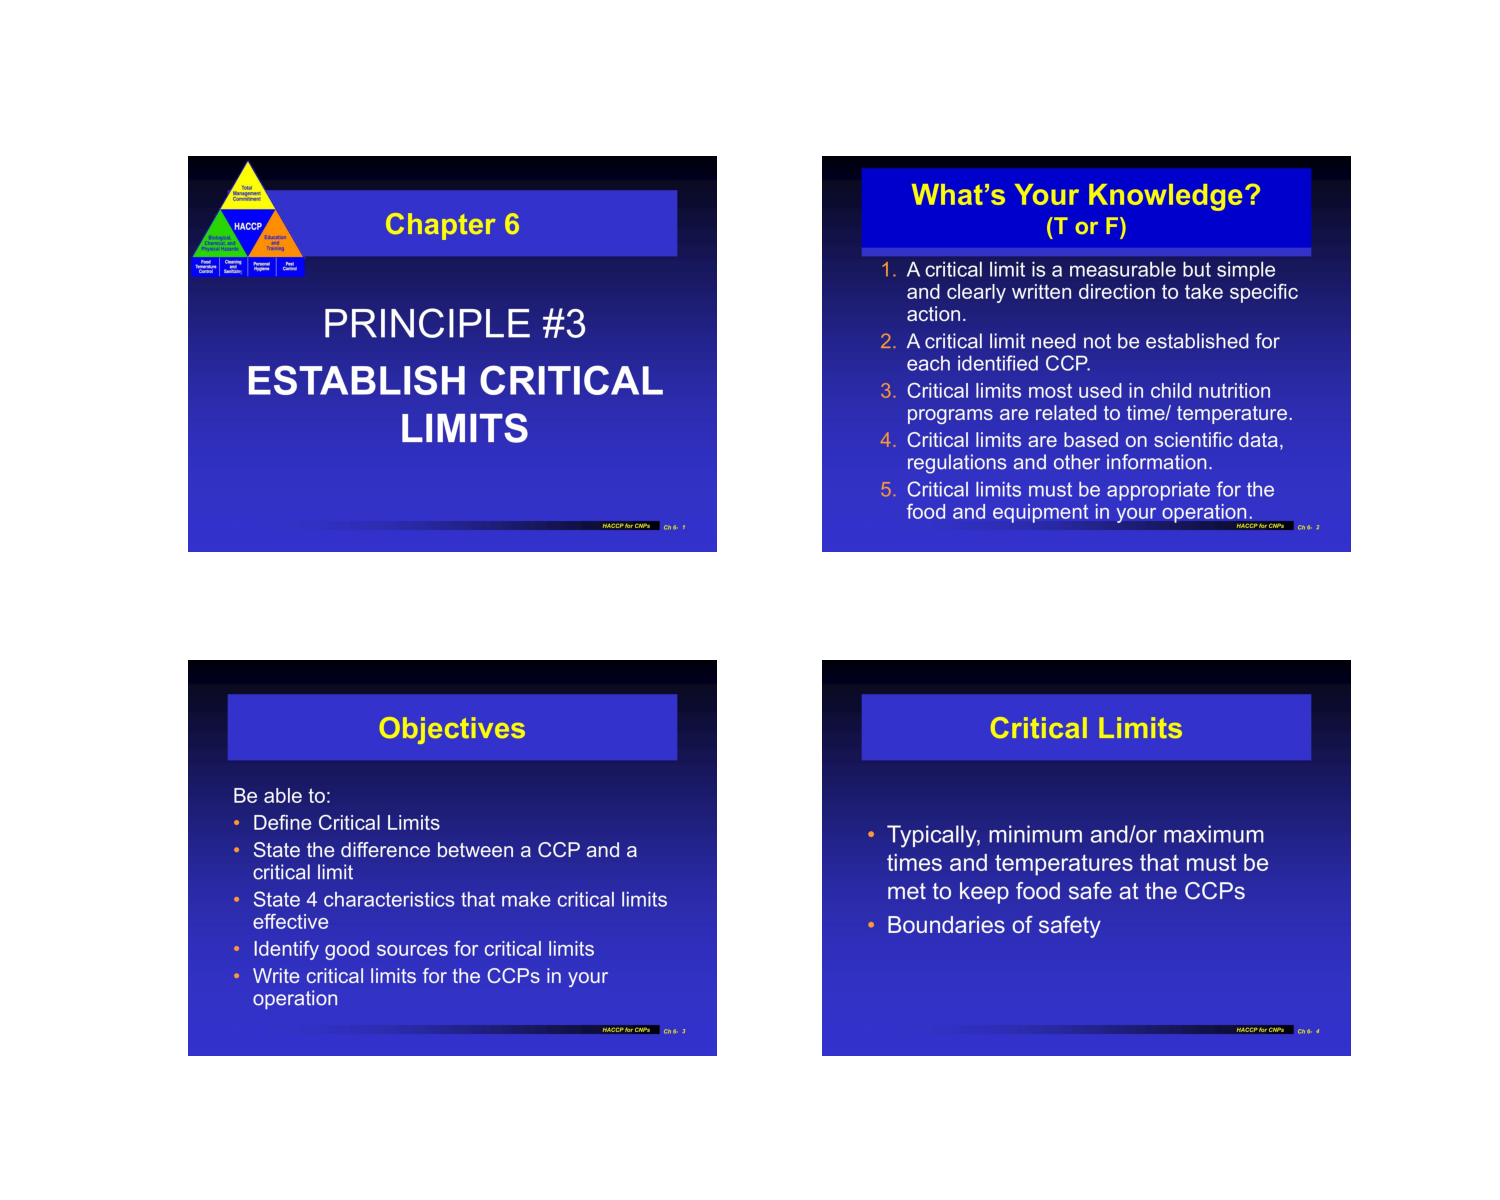 Total
Management
Commitment
HACCP
Biological,
Chemical, and
Physical Hazards
Education
and
Training
Food
Temerature
Control
Cleaning
and
Sanitizing
Personal
Hygiene
Pest
Control
Chapter 6
PRINCIPLE #3
ESTABLISH CRITICAL
LIMITS
HACCP for CNPs Ch 6- 1
What’s Your Knowledge?
(T or F)
1. A critical limit is a measurable but simple
and clearly written direction to take specific
action.
2. A critical limit need not be established for
each identified CCP.
3. Critical limits most used in child nutrition
programs are related to time/ temperature.
4. Critical limits are based on scientific data,
regulations and other information.
5. Critical limits must be appropriate for the
food and equipment in your operation.
HACCP for CNPs Ch 6- 2
Objectives
Be able to:
• Define Critical Limits
• State the difference between a CCP and a
critical limit
• State 4 characteristics that make critical limits
effective
• Identify good sources for critical limits
• Write critical limits for the CCPs in your
operation
HACCP for CNPs Ch 6- 3
Critical Limits
• Typically, minimum and/or maximum
times and temperatures that must be
met to keep food safe at the CCPs
• Boundaries of safety
HACCP for CNPs Ch 6- 4